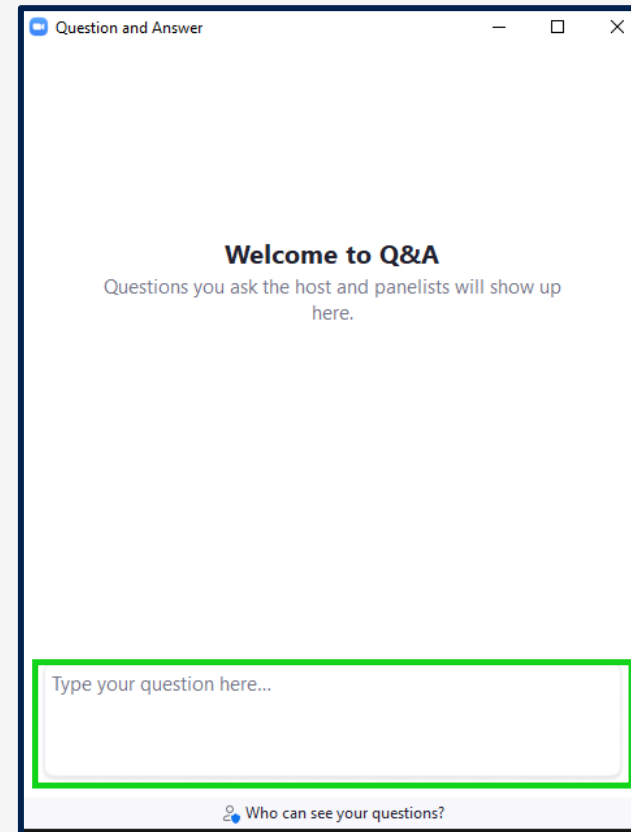 Question and Answer
Welcome to Q&A
Questions you ask the host and panelists will show up
here.
Type your question here...
Who can see your questions?